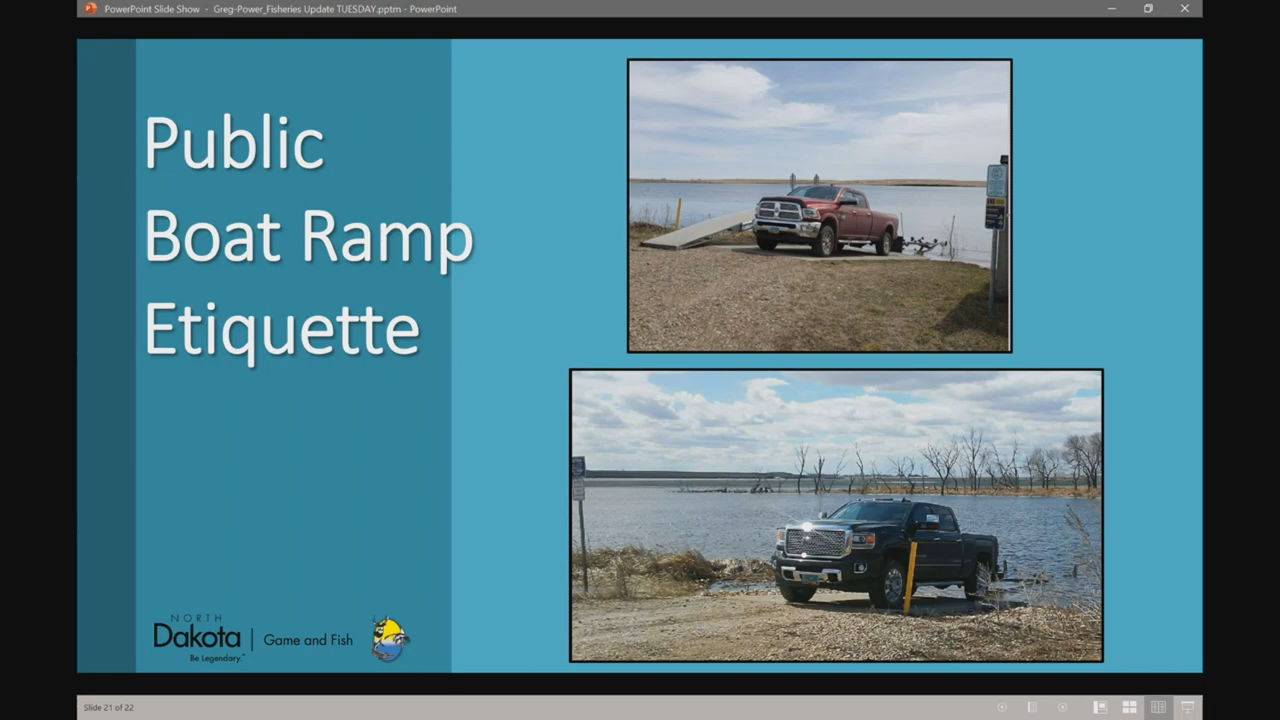 PowerPoint Slide Show - Greg-Power_Fisheries Update TUESDAY.pptm - PowerPoint
Public
Boat Ramp
Etiquette
NORTH
Dakota | Game and Fish
Be Legendary.™
Slide 21 of 22